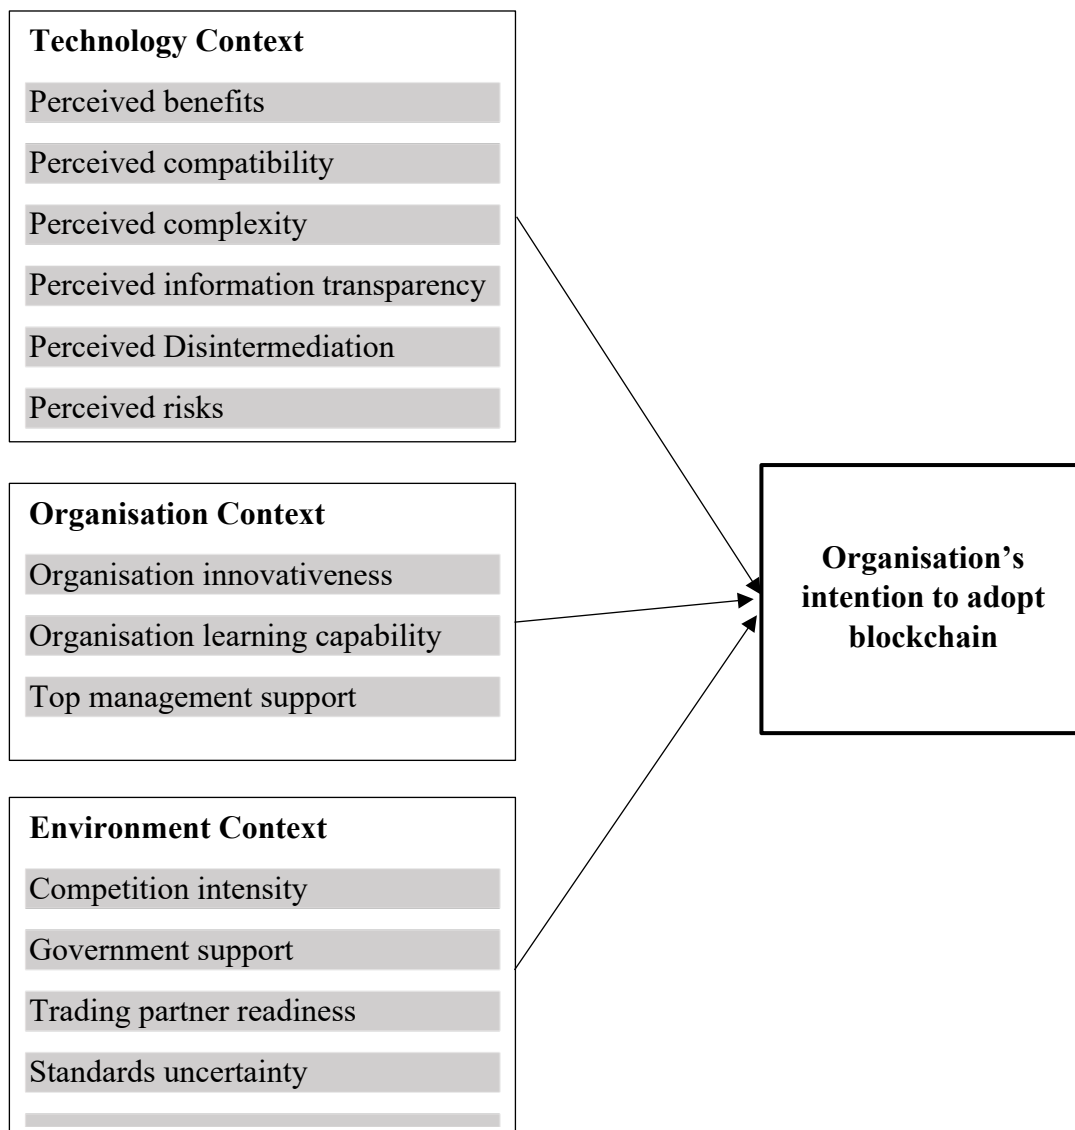 Technology Context
Perceived benefits
Perceived compatibility
Perceived complexity
Perceived information transparency
Perceived Disintermediation
Perceived risks
Organisation Context
Organisation innovativeness
Organisation learning capability
Top management support
Environment Context
Competition intensity
Government support
Trading partner readiness
Standards uncertainty
Organisation’s
intention to adopt
blockchain